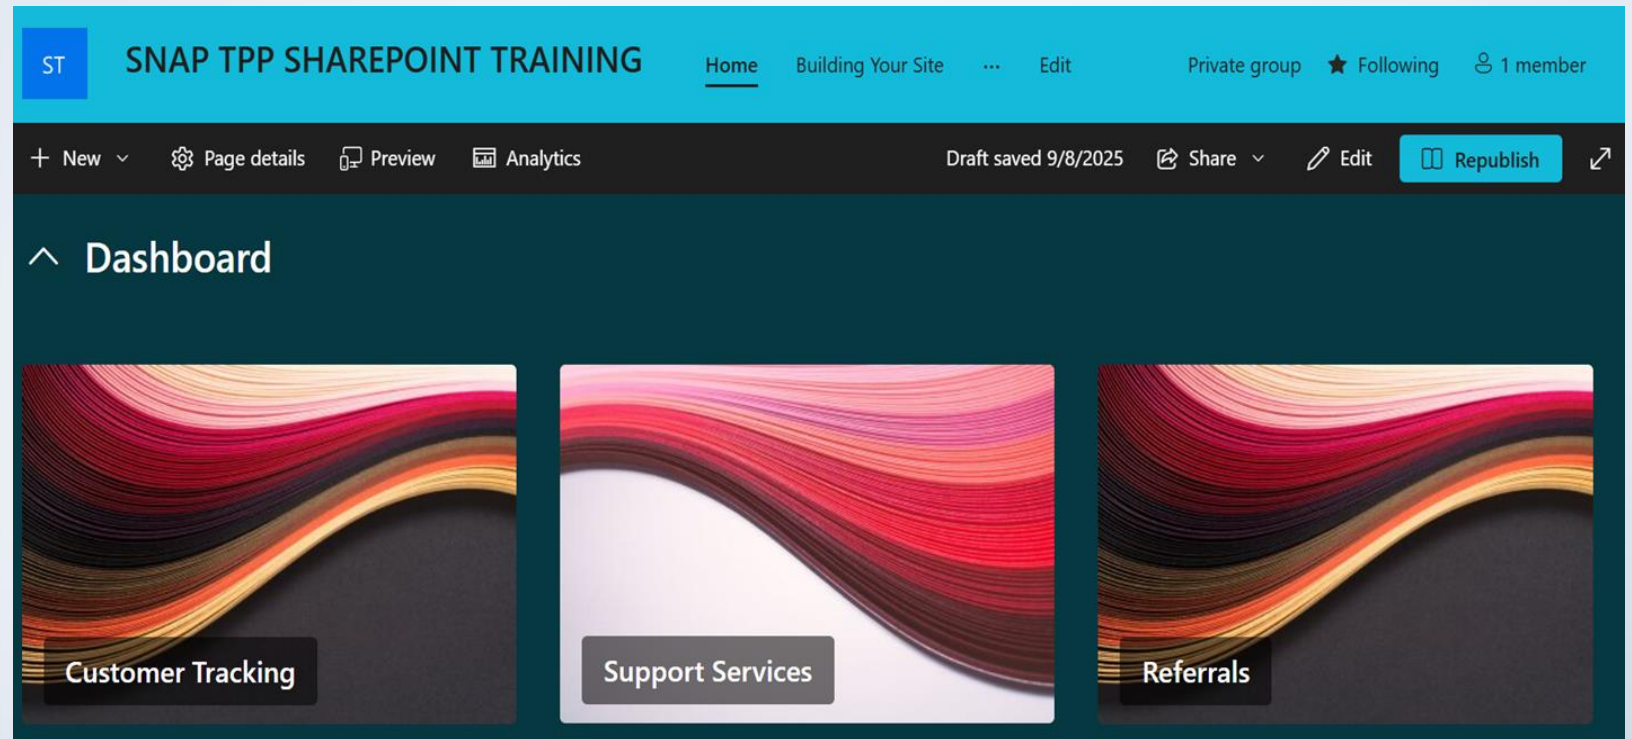 ST SNAP TPP SHAREPOINT TRAINING Home Building Your Site ... Edit Private group Following 1 member
New Page details Preview Analytics Draft saved 9/8/2025 Share Edit Republish
Dashboard
Customer Tracking Support Services Referrals